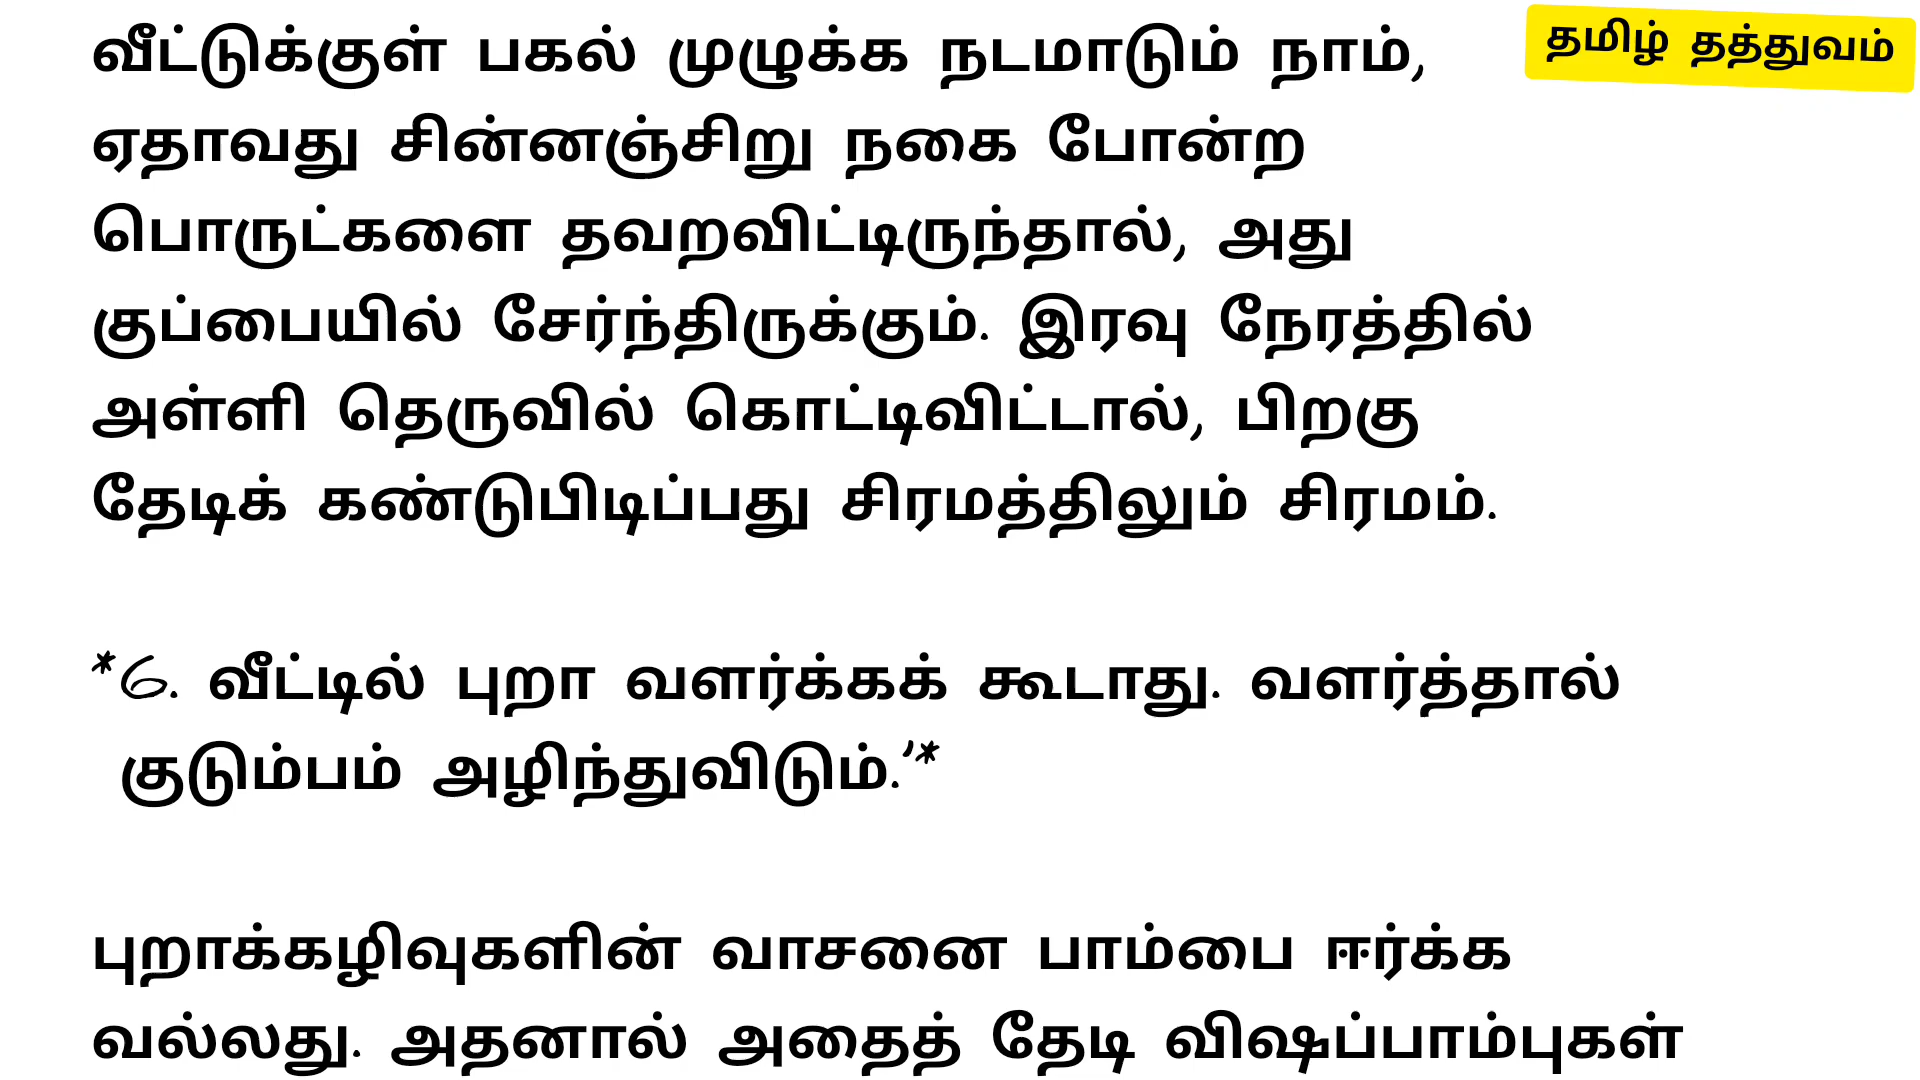 வீட்டுக்குள் பகல் முழுக்க நடமாடும் நாம்,
தமிழ் தத்துவம்
ஏதாவது சின்னஞ்சிறு நகை போன்ற
பொருட்களை தவறவிட்டிருந்தால், அது
குப்பையில் சேர்ந்திருக்கும். இரவு நேரத்தில்
அள்ளி தெருவில் கொட்டிவிட்டால், பிறகு
தேடிக் கண்டுபிடிப்பது சிரமத்திலும் சிரமம்.
*6. வீட்டில் புறா வளர்க்கக் கூடாது. வளர்த்தால்
குடும்பம் அழிந்துவிடும்.’*
புறாக்கழிவுகளின் வாசனை பாம்பை ஈர்க்க
வல்லது. அதனால் அதைத் தேடி விஷப்பாம்புகள்